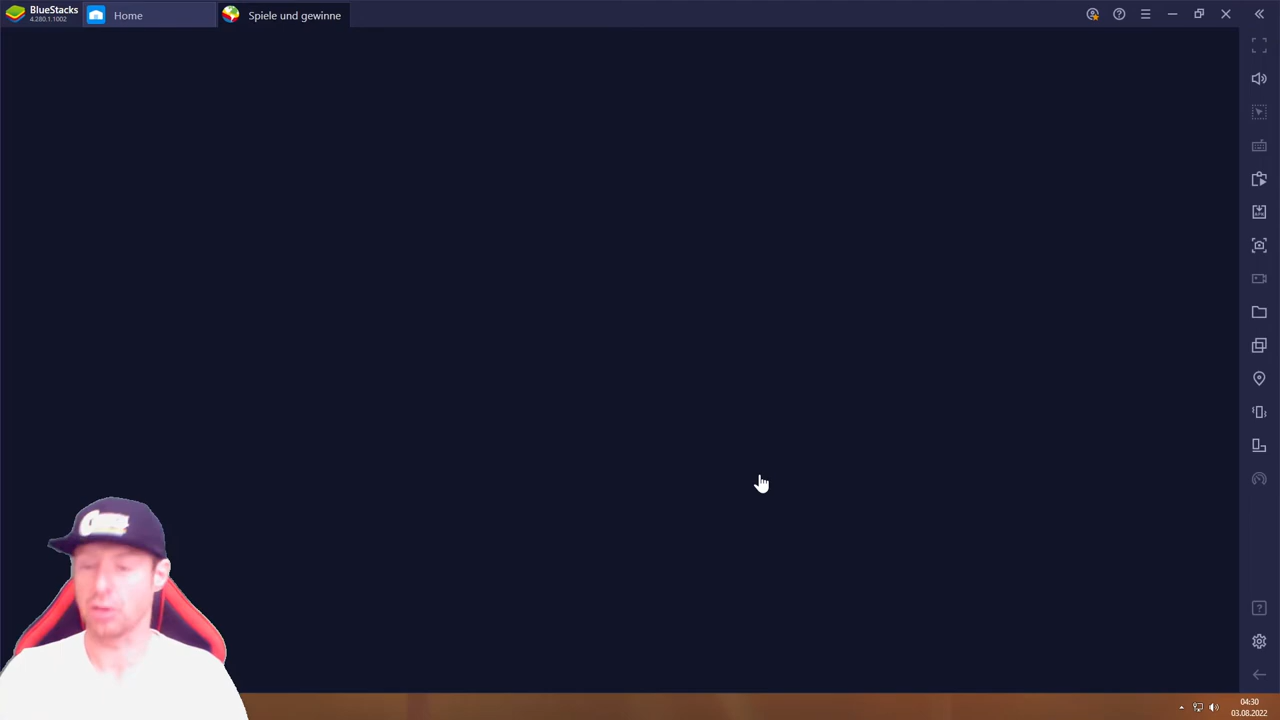 BlueStacks
4.280.1.1002
Home
Spiele und gewinne
04:30
03.08.2022